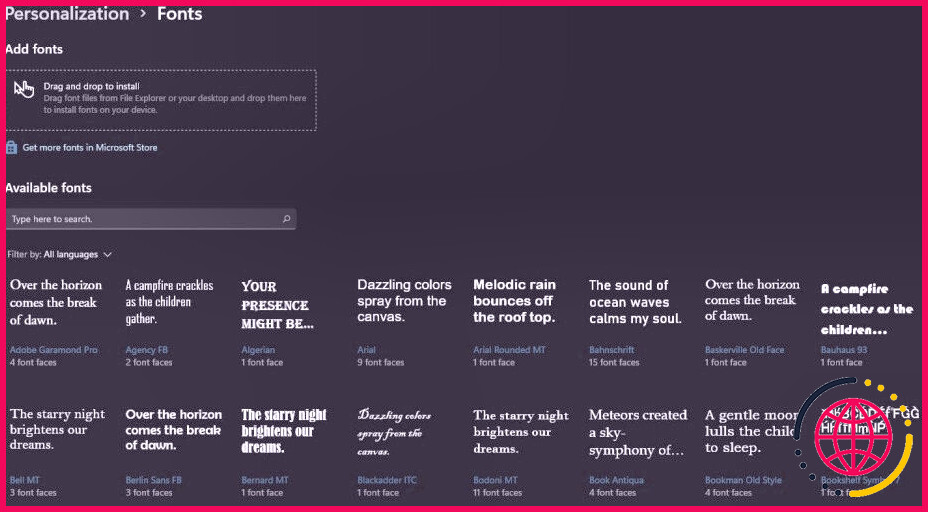 Personalization > Fonts
Add fonts
Drag and drop to install
Drag font files from File Explorer or your desktop and drop them here
to install fonts on your device.
Get more fonts in Microsoft Store
Available fonts
Type here to search.
Filter by: All languages
Over the horizon
comes the break
of dawn.
Adobe Garamond Pro
4 font faces
A campfire crackles
as the children
gather.
Agency FB
2 font faces
YOUR
PRESENCE
MIGHT BE...
Algerian
1 font face
Dazzling colors
spray from the
canvas.
Arial
9 font faces
Melodic rain
bounces off
the roof top.
Arial Rounded MT
1 font face
The sound of
ocean waves
calms my soul.
Bahnschrift
15 font faces
Over the horizon
comes the break
of dawn.
Baskerville Old Face
1 font face
A campfire
crackles as the
children...
Bauhaus 93
1 font face
The starry night
brightens our
dreams.
Bell MT
3 font faces
Over the horizon
comes the break
of dawn.
Berlin Sans FB
3 font faces
The starry night
brightens our
dreams.
Bernard MT
1 font face
Dazzling colors
spray from the
canvas.
Blackadder ITC
1 font face
The starry night
brightens our
dreams.
Bodoni MT
11 font faces
Meteors created
a sky-
symphony of...
Book Antiqua
4 font faces
A gentle moon
lulls the child
to sleep.
Bookman Old Style
4 font faces
Bookshelf Symbol 7
1 font face